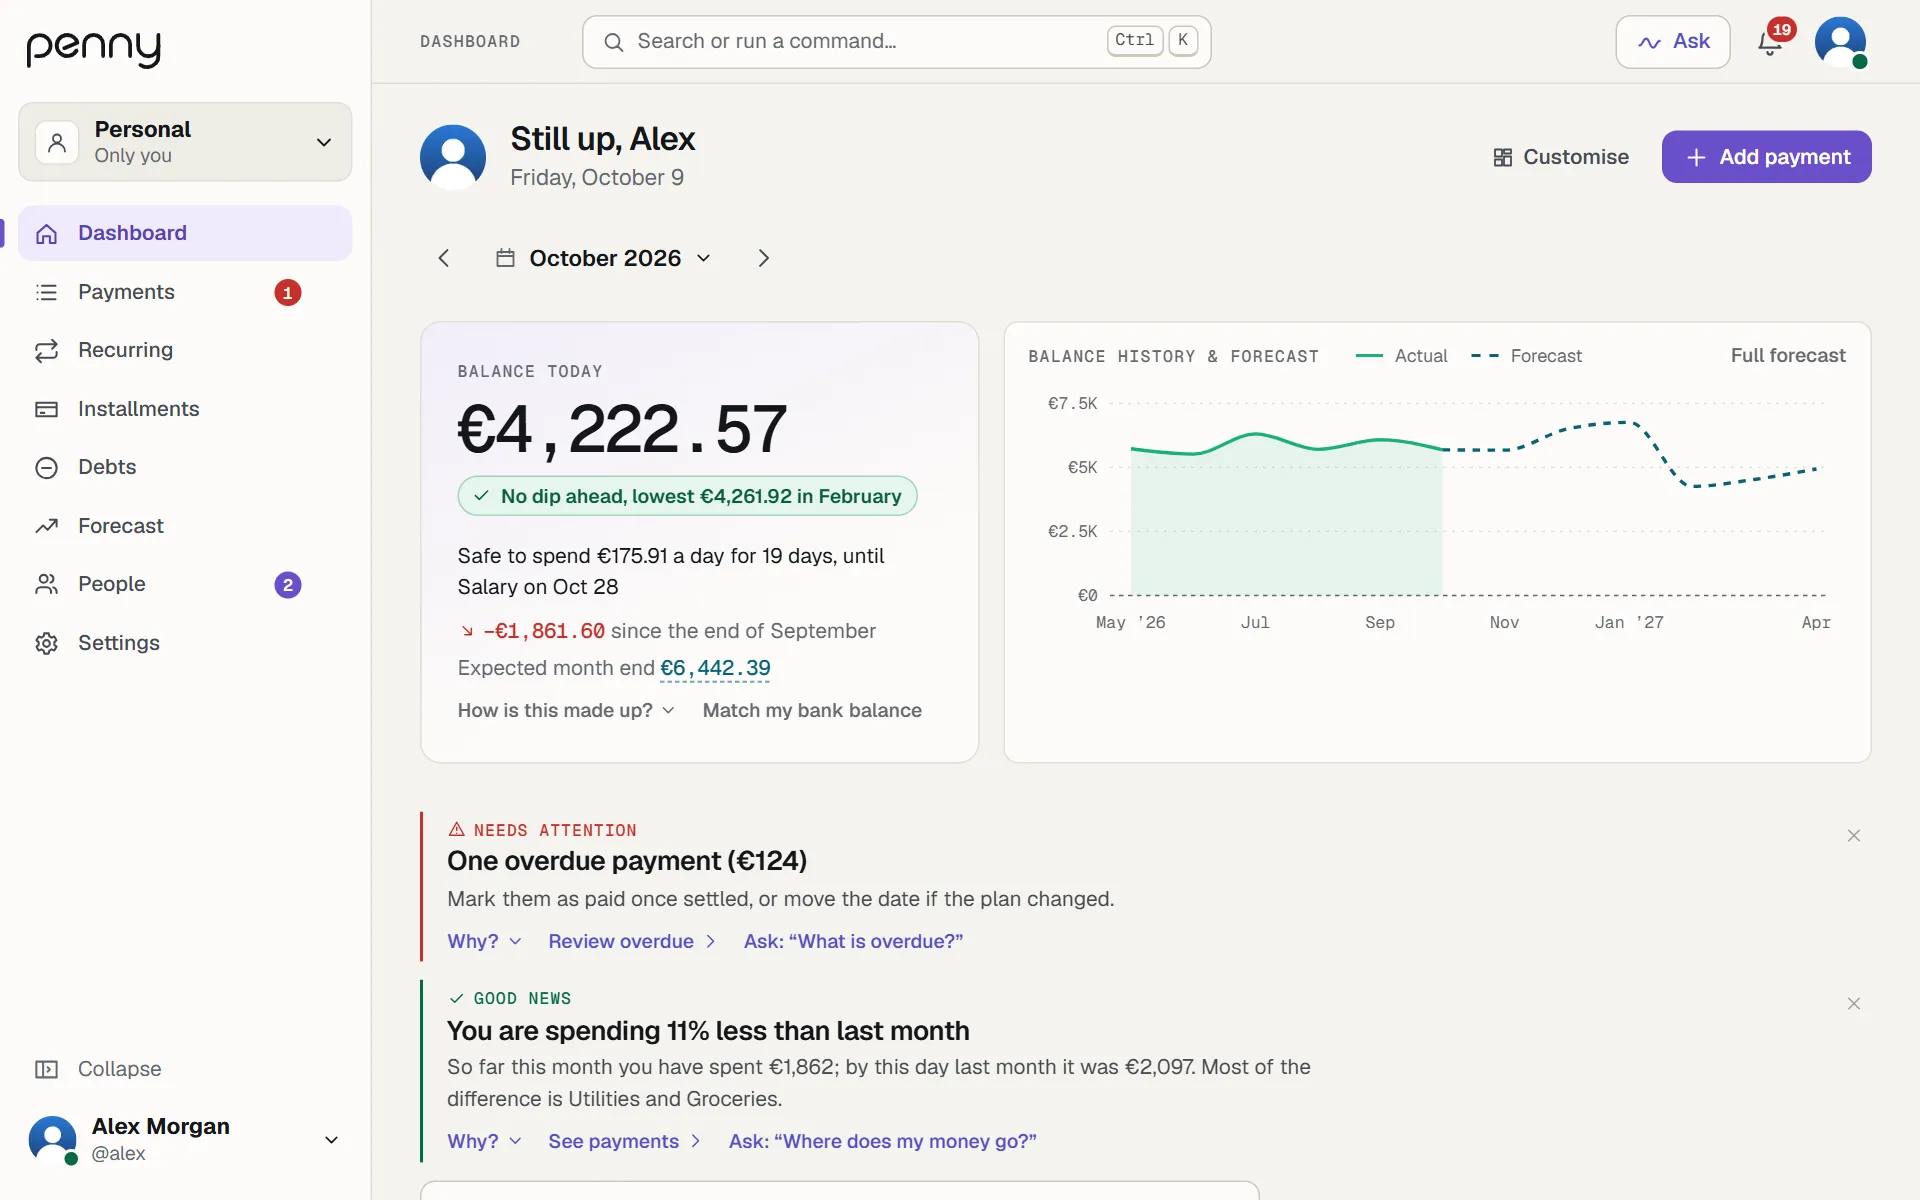 penny
DASHBOARD
Search or run a command...
Ctrl K
Ask
19
Personal
Only you
Dashboard
Payments 1
Recurring
Installments
Debts
Forecast
People 2
Settings
Collapse
Alex Morgan
@alex
Still up, Alex
Friday, October 9
Customise
Add payment
October 2026
BALANCE TODAY
€4,222.57
No dip ahead, lowest €4,261.92 in February
Safe to spend €175.91 a day for 19 days, until
Salary on Oct 28
−€1,861.60 since the end of September
Expected month end €6,442.39
How is this made up? Match my bank balance
BALANCE HISTORY & FORECAST Actual Forecast Full forecast
€7.5K
€5K
€2.5K
€0
May ’26 Jul Sep Nov Jan ’27 Apr
NEEDS ATTENTION
One overdue payment (€124)
Mark them as paid once settled, or move the date if the plan changed.
Why? Review overdue Ask: “What is overdue?”
GOOD NEWS
You are spending 11% less than last month
So far this month you have spent €1,862; by this day last month it was €2,097. Most of the
difference is Utilities and Groceries.
Why? See payments Ask: “Where does my money go?”